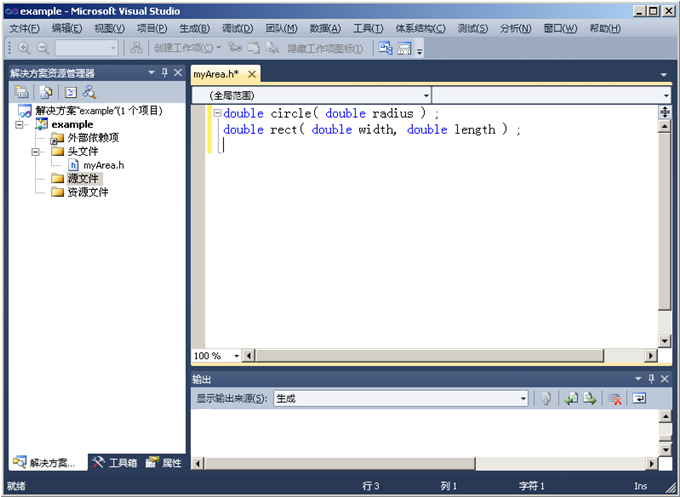 example - Microsoft Visual Studio
文件(F) 编辑(E) 视图(V) 项目(P) 生成(B) 调试(D) 团队(M) 数据(A) 工具(T) 体系结构(C) 测试(S) 分析(N) 窗口(W) 帮助(H)
创建工作项(C) 隐藏工作项图标(I)
解决方案资源管理器
解决方案"example"(1 个项目)
example
外部依赖项
头文件
myArea.h
源文件
资源文件
解决方案... 工具箱 属性
myArea.h*
(全局范围)
double circle( double radius ) ;
double rect( double width, double length ) ;
100 %
输出
显示输出来源(S): 生成
就绪 行 3 列 1 字符 1 Ins